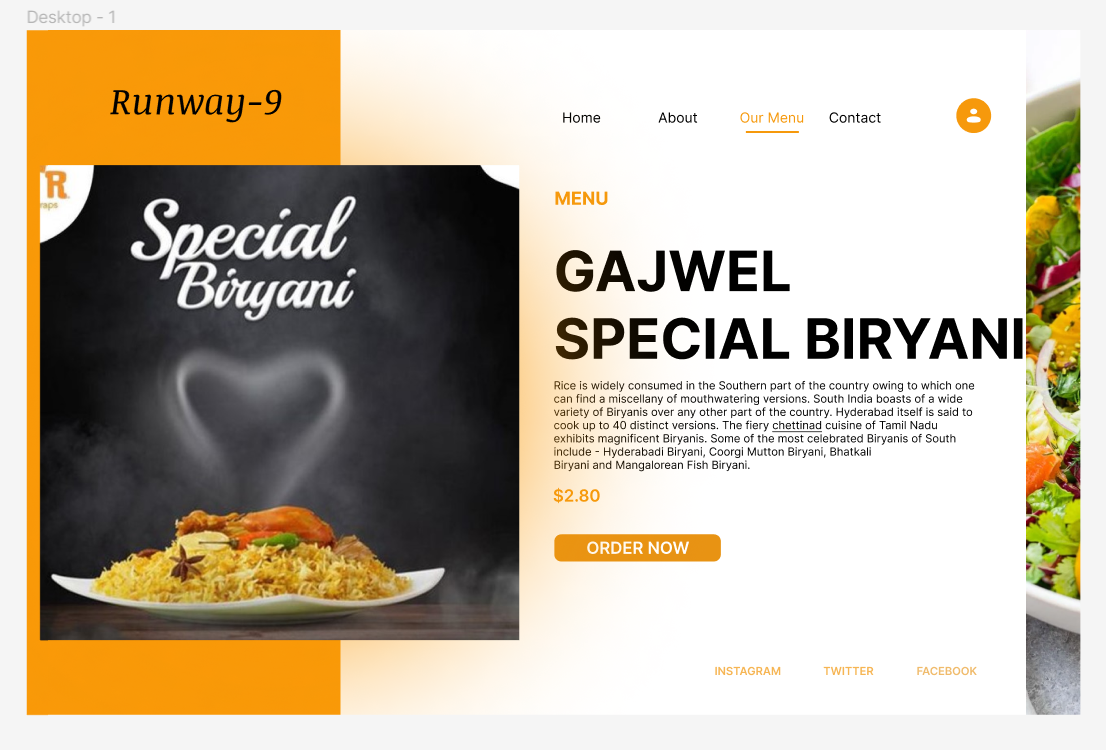 Desktop - 1
Runway-9
Home About Our Menu Contact
R
raps
Special
Biryani
MENU
GAJWEL
SPECIAL BIRYANI
Rice is widely consumed in the Southern part of the country owing to which one
can find a miscellany of mouthwatering versions. South India boasts of a wide
variety of Biryanis over any other part of the country. Hyderabad itself is said to
cook up to 40 distinct versions. The fiery chettinad cuisine of Tamil Nadu
exhibits magnificent Biryanis. Some of the most celebrated Biryanis of South
include - Hyderabadi Biryani, Coorgi Mutton Biryani, Bhatkali
Biryani and Mangalorean Fish Biryani.
$2.80
ORDER NOW
INSTAGRAM TWITTER FACEBOOK